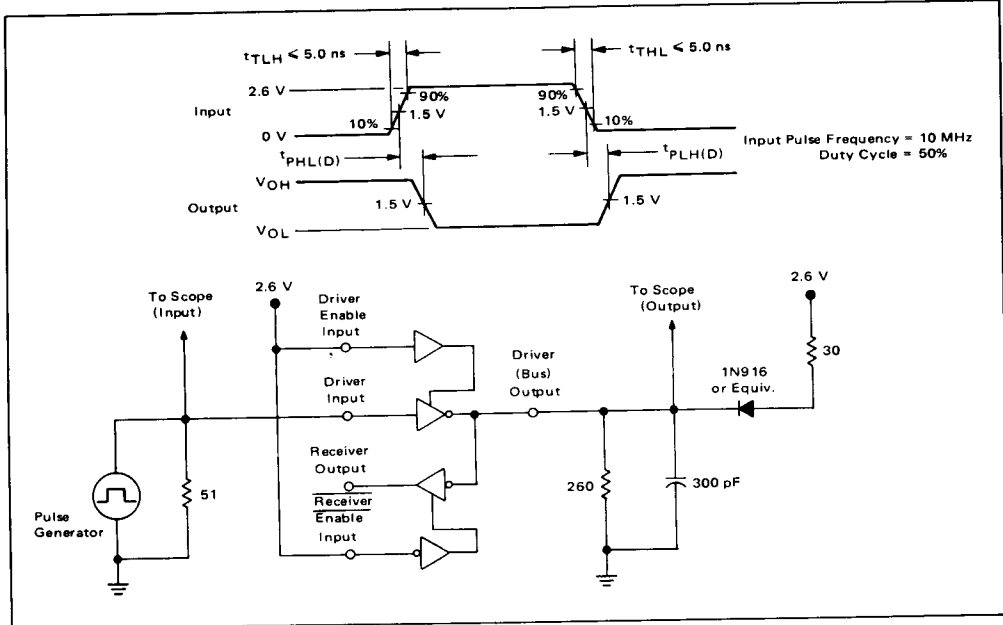 tTLH ≤ 5.0 ns
tTHL ≤ 5.0 ns
2.6 V
90%
90%
Input
1.5 V
1.5 V
10%
10%
0 V
Input Pulse Frequency = 10 MHz
Duty Cycle = 50%
tPHL(D)
tPLH(D)
VOH
1.5 V
1.5 V
Output
VOL
2.6 V
To Scope
(Input)
Driver
Enable
Input
To Scope
(Output)
2.6 V
30
Driver
(Bus)
Output
1N916
or Equiv.
Driver
Input
Receiver
Output
51
260
300 pF
Receiver
Enable
Input
Pulse
Generator